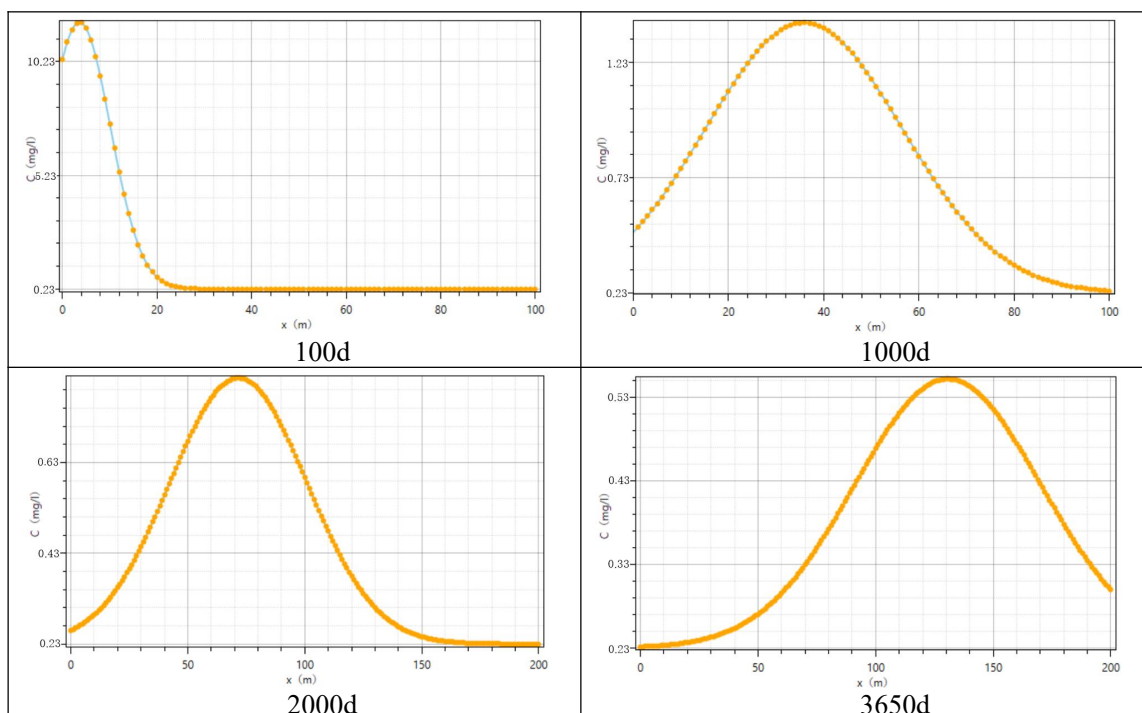 10.23
5.23
0.23
C (mg/l)
0 20 40 60 80 100
x (m)
100d
1.23
0.73
0.23
C (mg/l)
0 20 40 60 80 100
x (m)
1000d
0.63
0.43
0.23
C (mg/l)
0 50 100 150 200
x (m)
2000d
0.53
0.43
0.33
0.23
C (mg/l)
0 50 100 150 200
x (m)
3650d